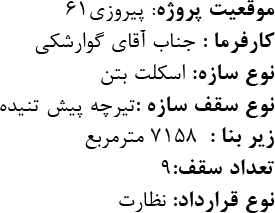 موقعیت پروژه: پیروزی ۶۱
کارفرما : جناب آقای گوارشکی
نوع سازه: اسکلت بتن
نوع سقف سازه :تیرچه پیش تنیده
زیر بنا : ۷۱۵۸ مترمربع
تعداد سقف:۹
نوع قرارداد: نظارت